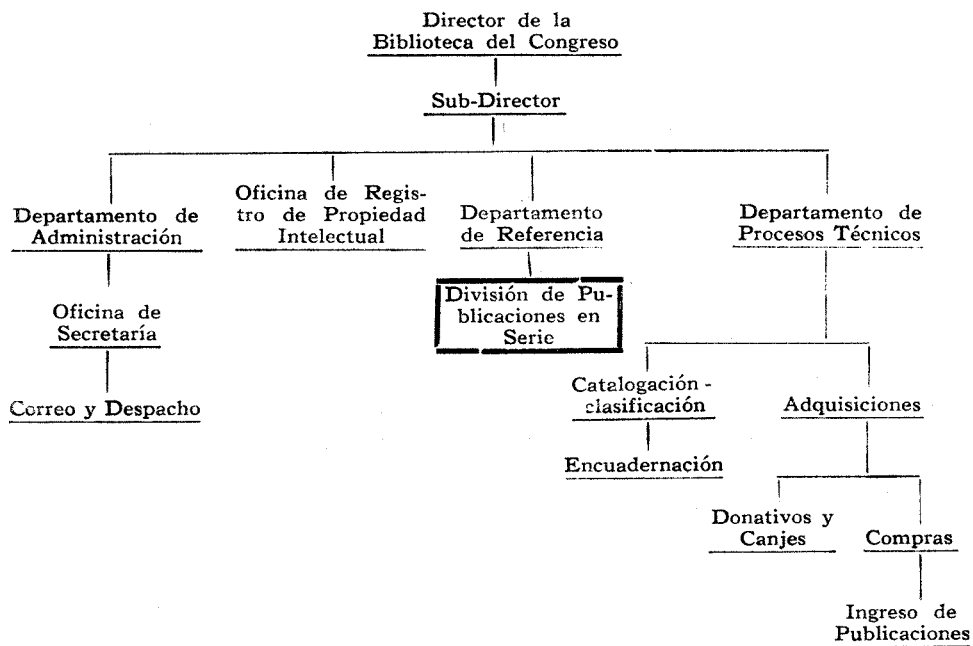 Director de la
Biblioteca del Congreso
Sub-Director
Departamento de
Administración
Oficina de Regis-
tro de Propiedad
Intelectual
Departamento
de Referencia
Departamento de
Procesos Técnicos
Oficina de
Secretaría
División de Pu-
blicaciones en
Serie
Correo y Despacho
Catalogación -
clasificación
Adquisiciones
Encuadernación
Donativos y
Canjes
Compras
Ingreso de
Publicaciones